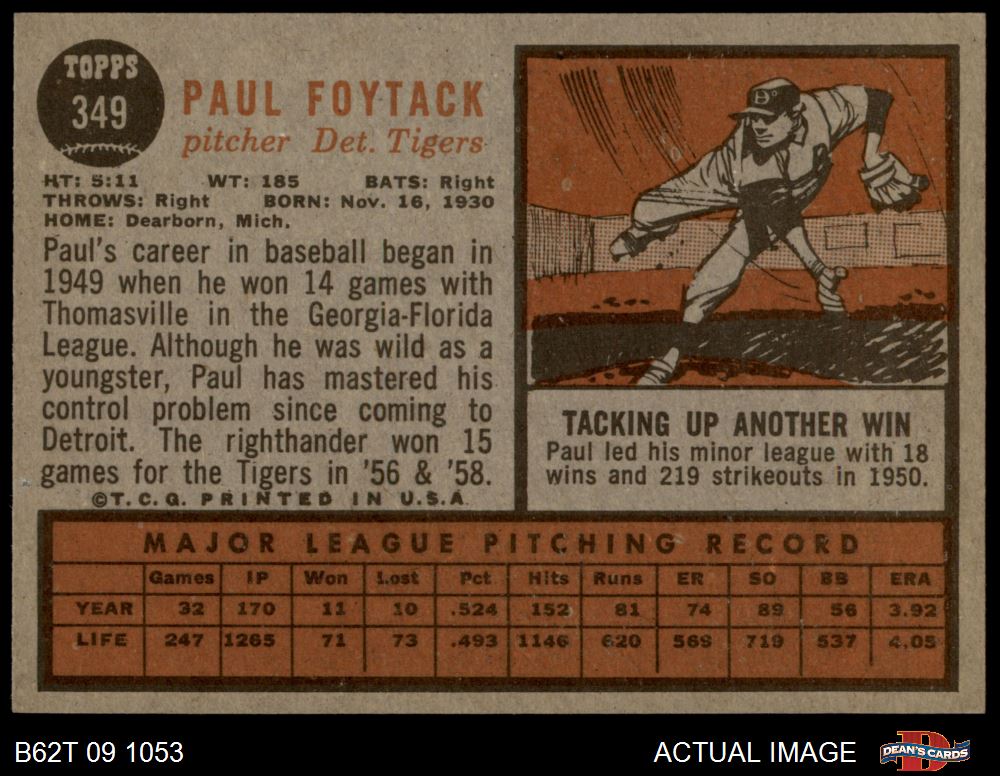 TOPPS
349
PAUL FOYTACK
pitcher Det. Tigers
HT: 5:11 WT: 185 BATS: Right
THROWS: Right BORN: Nov. 16, 1930
HOME: Dearborn, Mich.
Paul's career in baseball began in
1949 when he won 14 games with
Thomasville in the Georgia-Florida
League. Although he was wild as a
youngster, Paul has mastered his
control problem since coming to
Detroit. The righthander won 15
games for the Tigers in '56 & '58.
©T.C.G. PRINTED IN U.S.A.
TACKING UP ANOTHER WIN
Paul led his minor league with 18
wins and 219 strikeouts in 1950.
MAJOR LEAGUE PITCHING RECORD
Games IP Won Lost Pct Hits Runs ER SO BB ERA
YEAR 32 170 11 10 .524 152 81 74 89 56 3.92
LIFE 247 1265 71 73 .493 1146 620 569 719 537 4.05
B62T 09 1053
ACTUAL IMAGE
DEAN'S CARDS